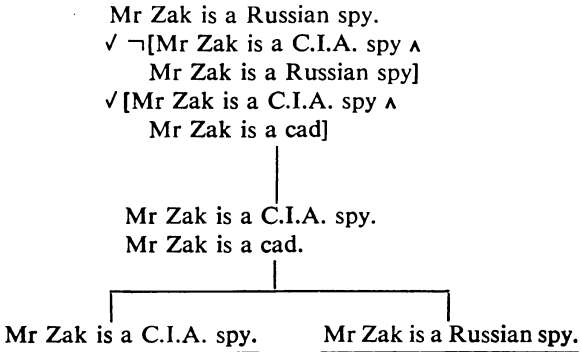 Mr Zak is a Russian spy.
√ ¬[Mr Zak is a C.I.A. spy ∧
Mr Zak is a Russian spy]
√ [Mr Zak is a C.I.A. spy ∧
Mr Zak is a cad]
Mr Zak is a C.I.A. spy.
Mr Zak is a cad.
Mr Zak is a C.I.A. spy. Mr Zak is a Russian spy.